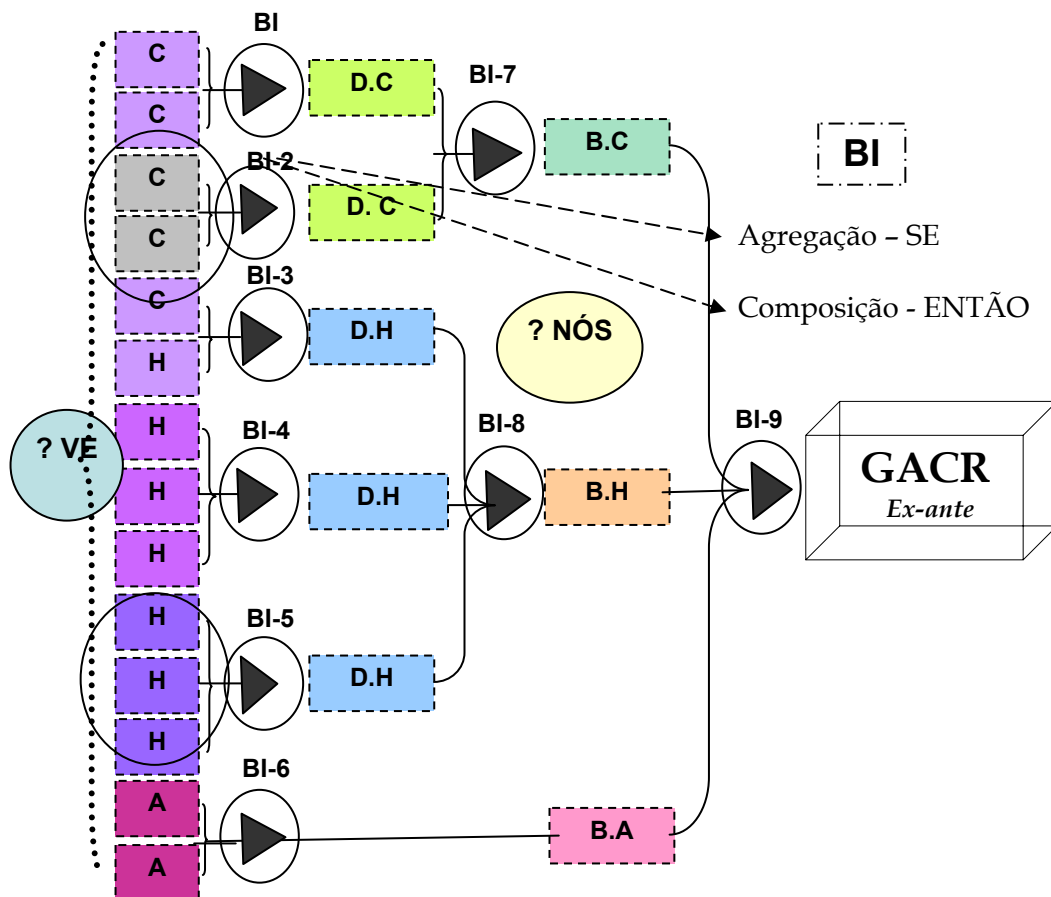 BI
C
D.C
BI-7
C
B.C
BI
C
BI-2
D. C
C
Agregação – SE
BI-3
C
Composição - ENTÃO
D.H
? NÓS
H
H
BI-4
BI-8
BI-9
? VE
GACR
Ex-ante
H
D.H
B.H
H
H
BI-5
H
D.H
H
BI-6
A
B.A
A